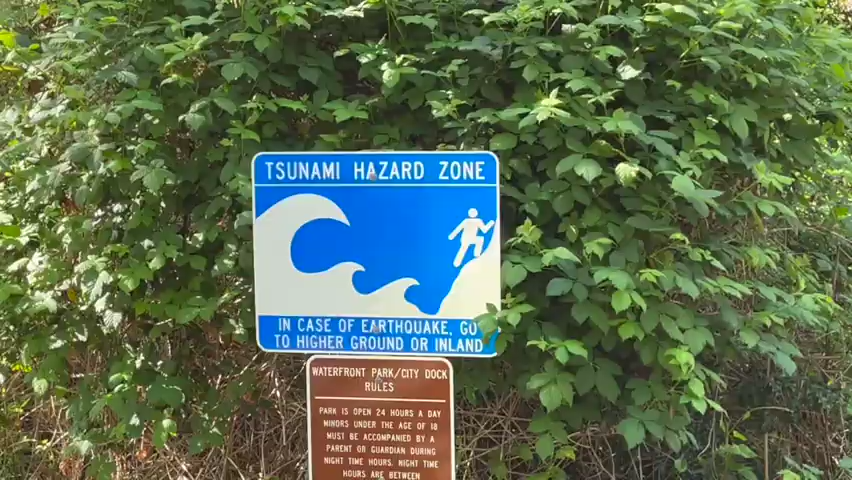 TSUNAMI HAZARD ZONE
IN CASE OF EARTHQUAKE, GO
TO HIGHER GROUND OR INLAND
WATERFRONT PARK/CITY DOCK
RULES
PARK IS OPEN 24 HOURS A DAY
MINORS UNDER THE AGE OF 18
MUST BE ACCOMPANIED BY A
PARENT OR GUARDIAN DURING
NIGHT TIME HOURS. NIGHT TIME
HOURS ARE BETWEEN